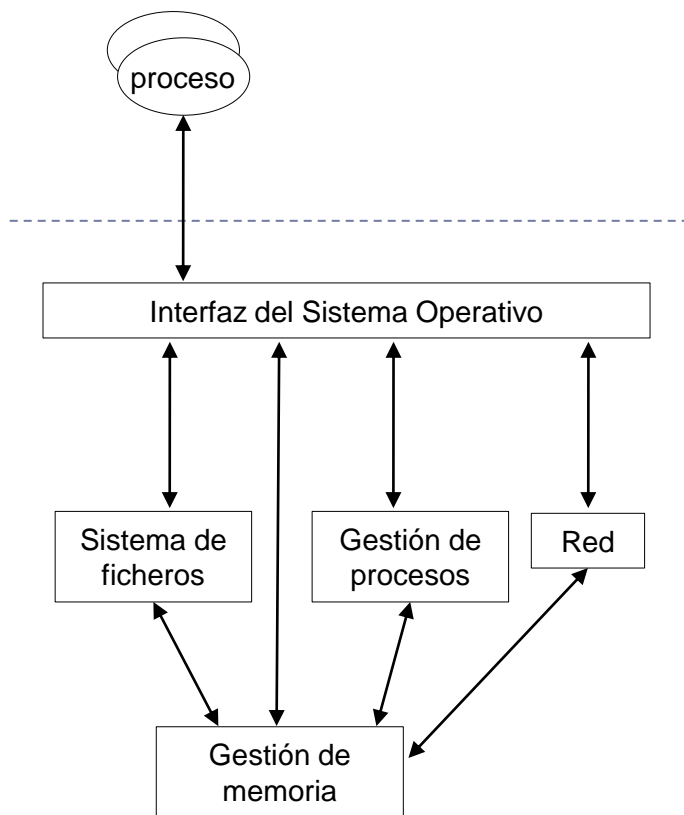 proceso
Interfaz del Sistema Operativo
Sistema de
ficheros
Gestión de
procesos
Red
Gestión de
memoria